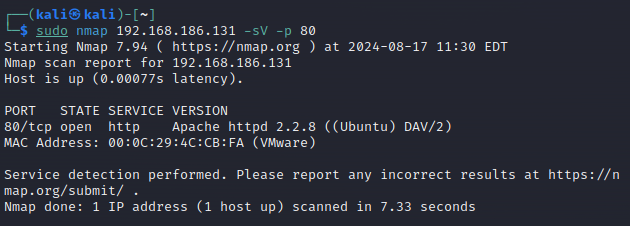 ┌──(kali㉿kali)-[~]
└─$ sudo nmap 192.168.186.131 -sV -p 80
Starting Nmap 7.94 ( https://nmap.org ) at 2024-08-17 11:30 EDT
Nmap scan report for 192.168.186.131
Host is up (0.00077s latency).

PORT   STATE SERVICE VERSION
80/tcp open  http    Apache httpd 2.2.8 ((Ubuntu) DAV/2)
MAC Address: 00:0C:29:4C:CB:FA (VMware)

Service detection performed. Please report any incorrect results at https://n
map.org/submit/ .
Nmap done: 1 IP address (1 host up) scanned in 7.33 seconds